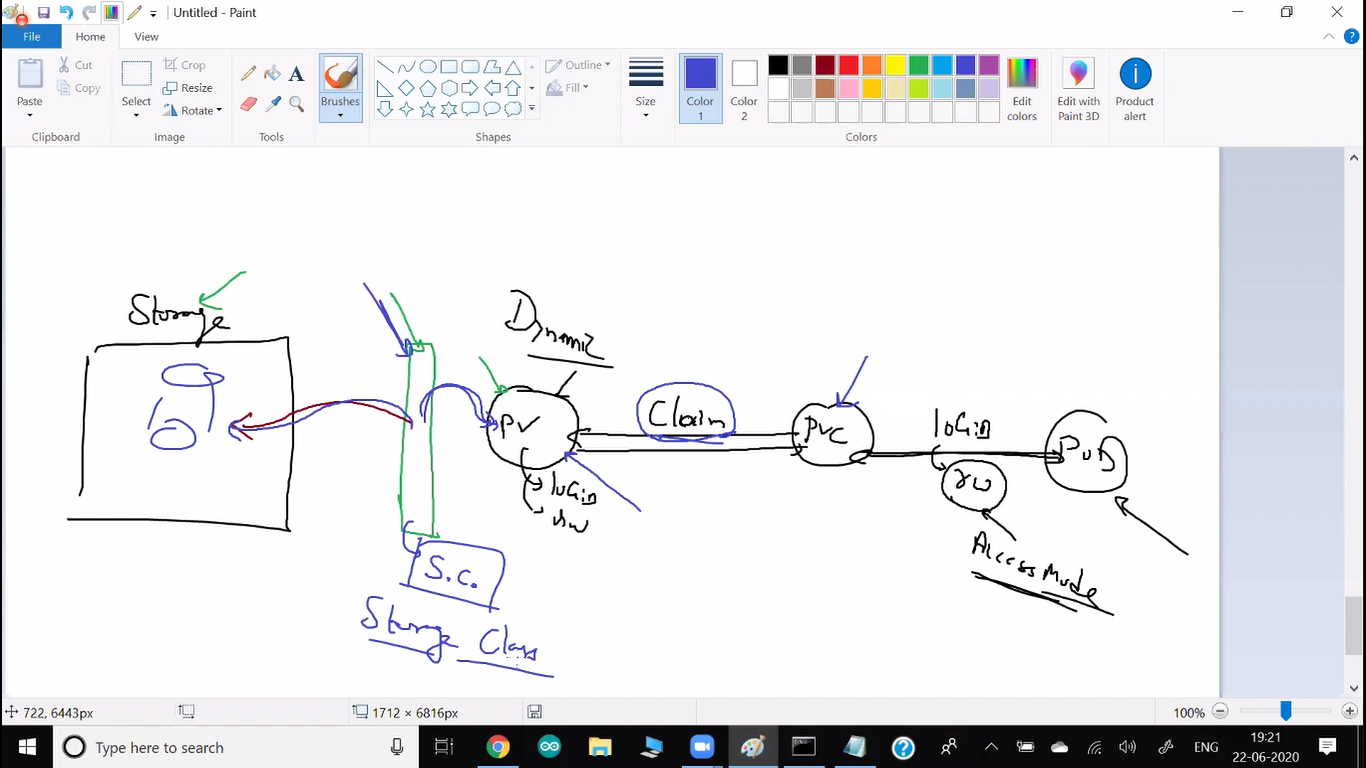 Untitled - Paint
File Home View
Paste
Cut
Copy
Clipboard
Select
Crop
Resize
Rotate
Image
A
Tools
Brushes
Shapes
Outline
Fill
Size
Color 1
Color 2
Edit colors
Colors
Edit with Paint 3D
Product alert
Storage
Dynamic
PV
Claim
PVC
login
POD
rw
login
rw
Access Mode
S.C.
Storage Class
722, 6443px
1712 × 6816px
100%
Type here to search
ENG
19:21
22-06-2020